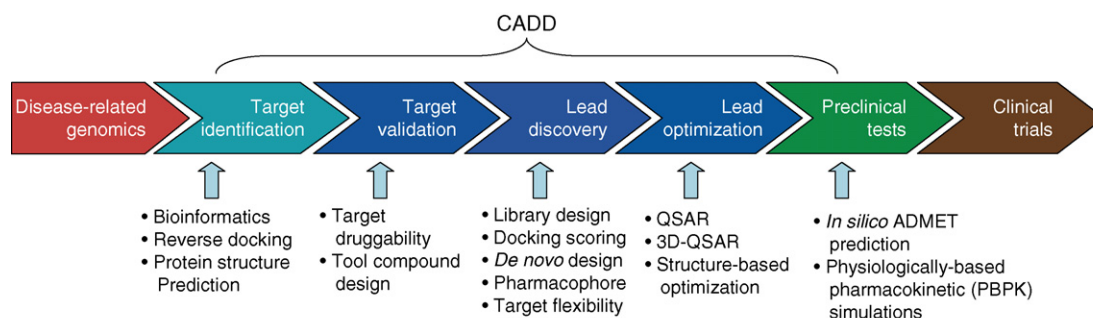 CADD
Disease-related
genomics
Target
identification
Target
validation
Lead
discovery
Lead
optimization
Preclinical
tests
Clinical
trials
• Bioinformatics
• Reverse docking
• Protein structure
Prediction
• Target
druggability
• Tool compound
design
• Library design
• Docking scoring
• De novo design
• Pharmacophore
• Target flexibility
• QSAR
• 3D-QSAR
• Structure-based
optimization
• In silico ADMET
prediction
• Physiologically-based
pharmacokinetic (PBPK)
simulations